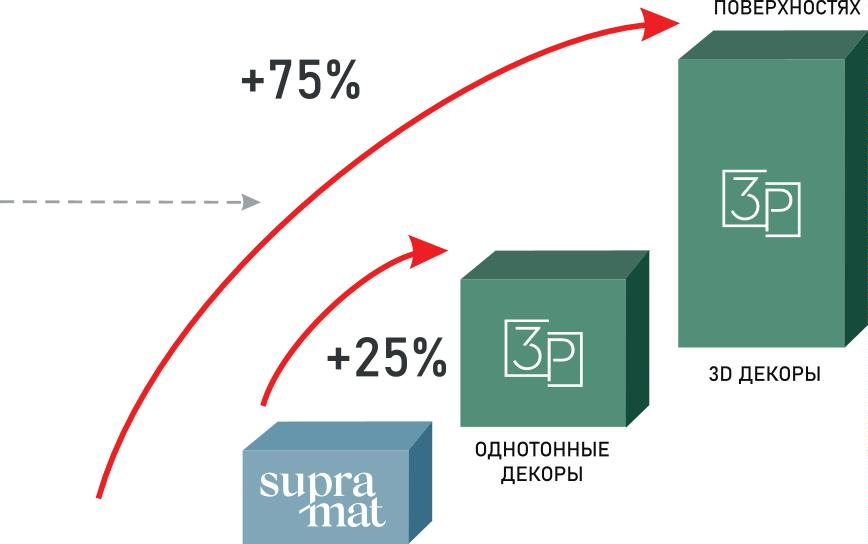 ПОВЕРХНОСТЯХ
+75%
3P
3P
+25%
3D ДЕКОРЫ
ОДНОТОННЫЕ
ДЕКОРЫ
supra
mat